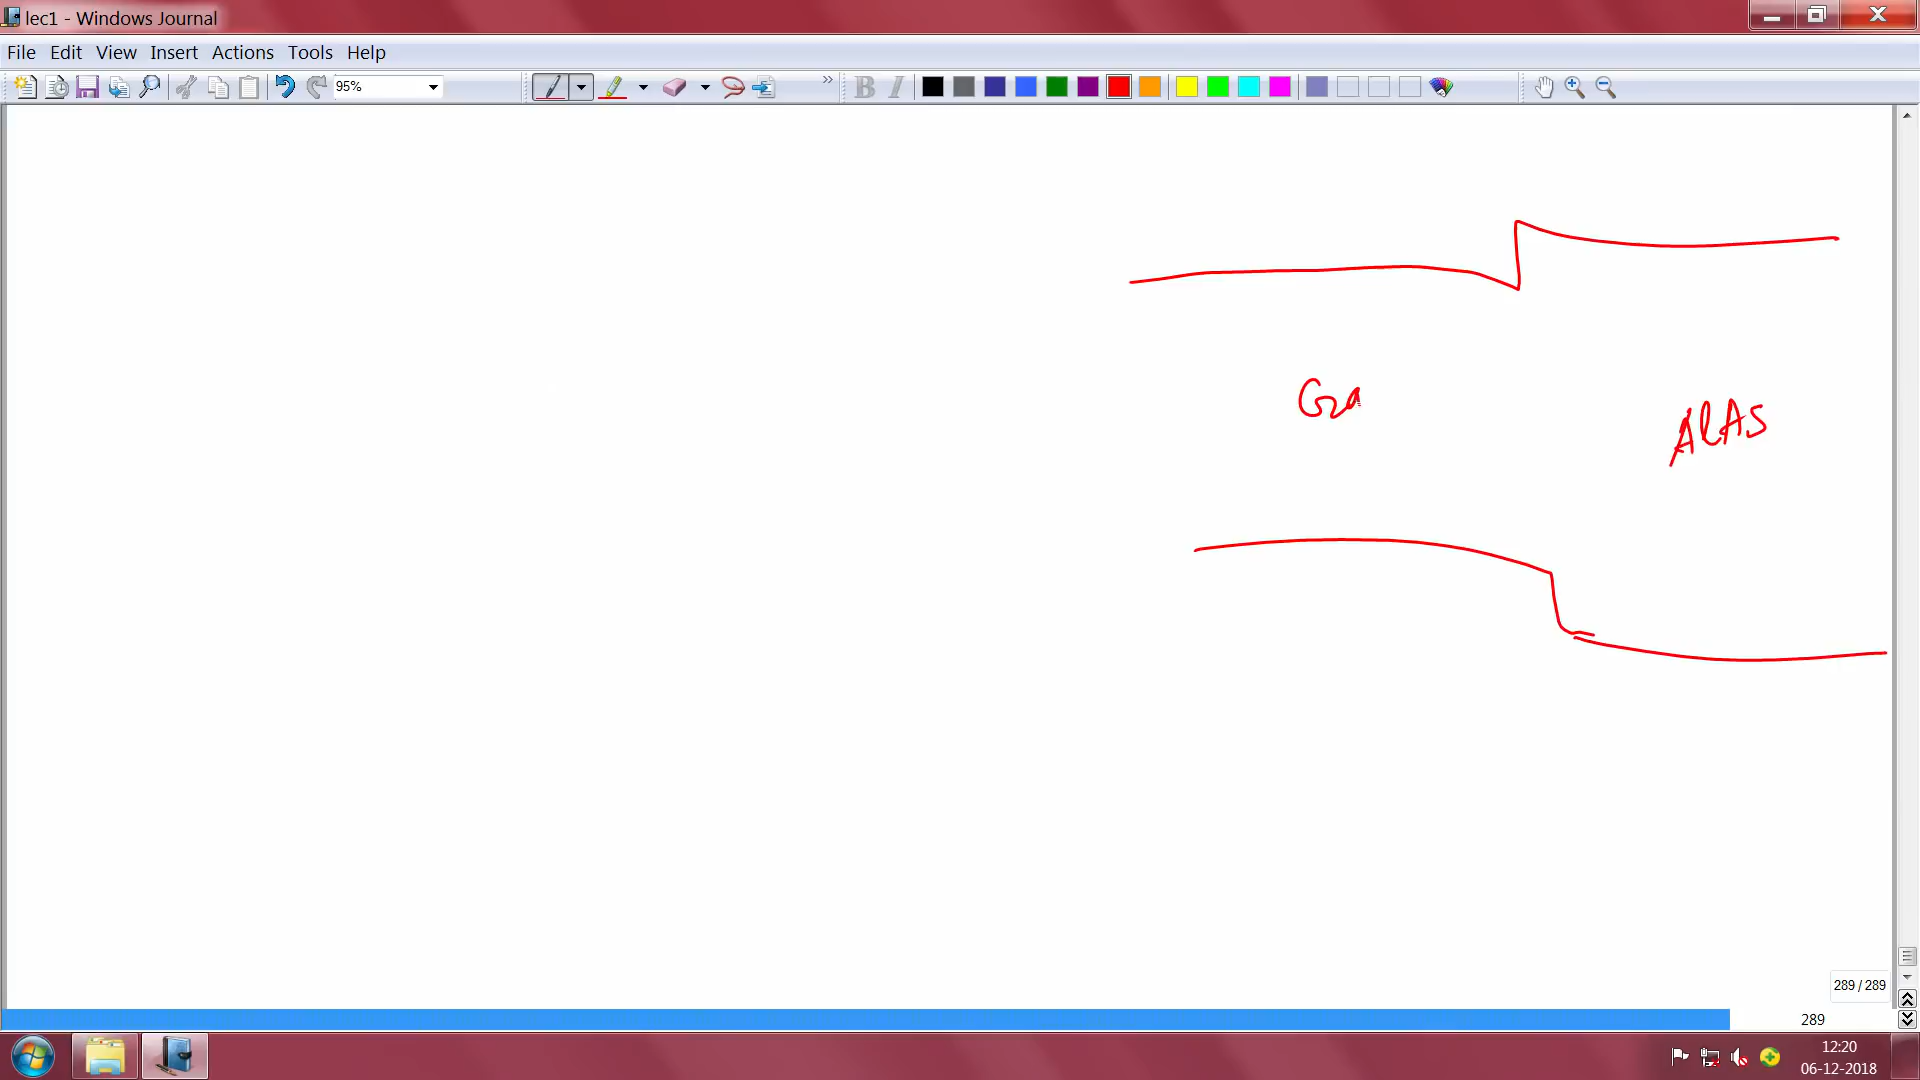 lec1 - Windows Journal
File Edit View Insert Actions Tools Help
95%
B I
Ga
AlAs
289 / 289
289
12:20
06-12-2018